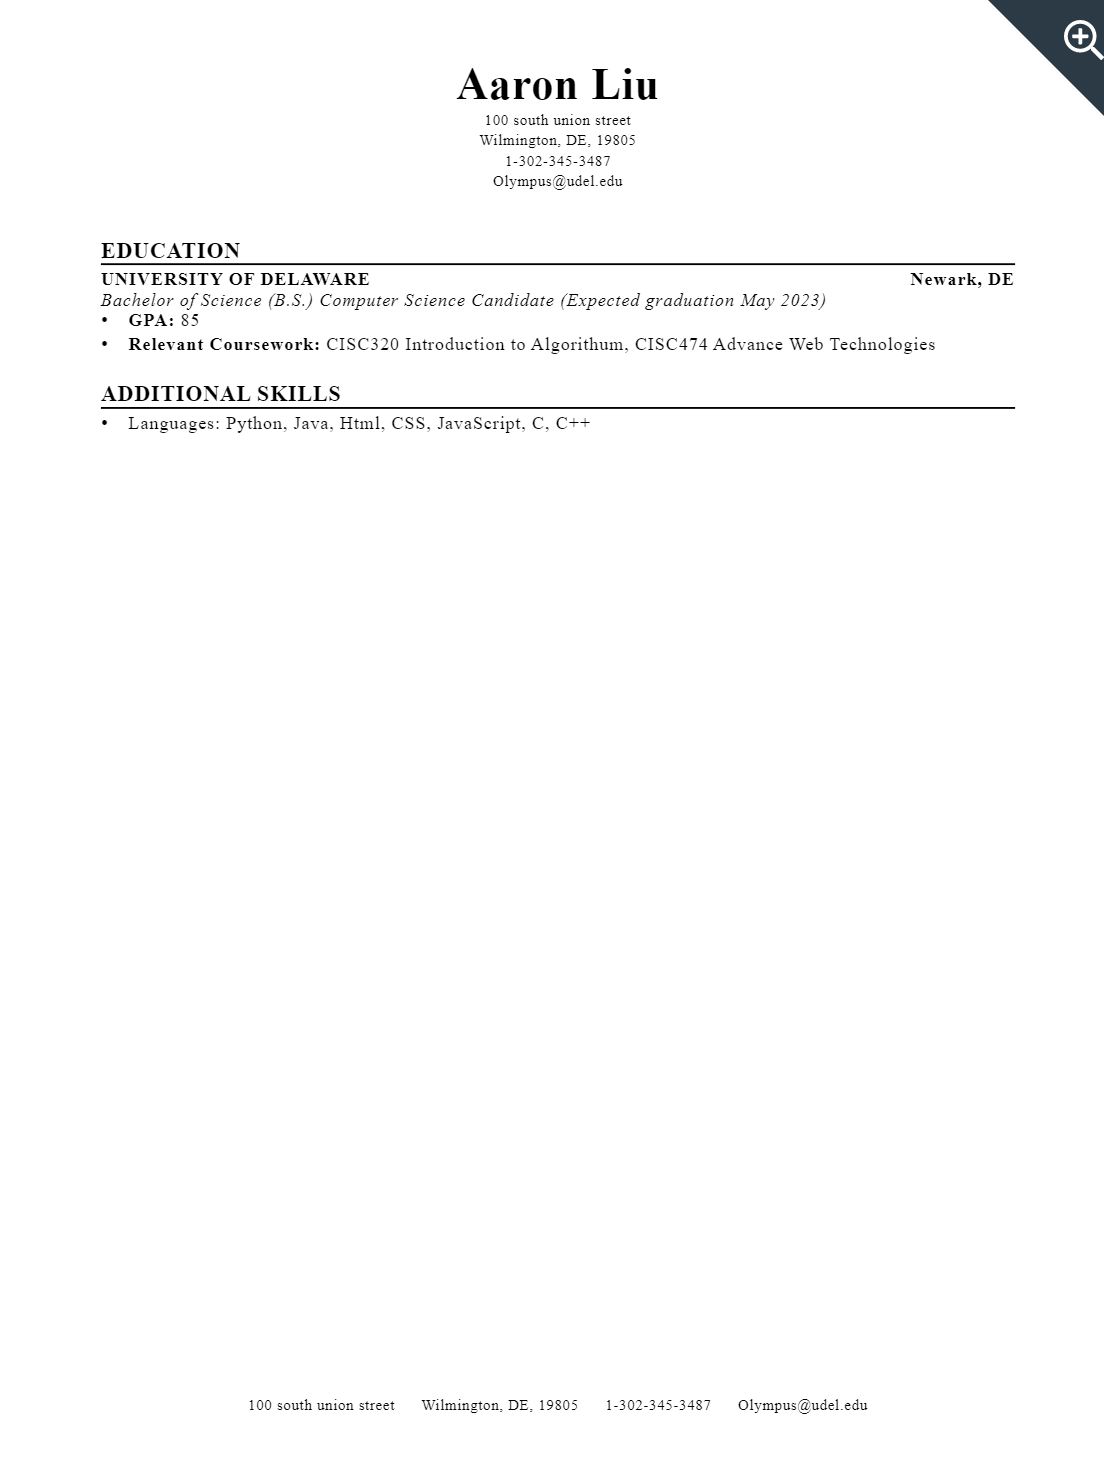 Aaron Liu
100 south union street
Wilmington, DE, 19805
1-302-345-3487
Olympus@udel.edu
EDUCATION
UNIVERSITY OF DELAWARE Newark, DE
Bachelor of Science (B.S.) Computer Science Candidate (Expected graduation May 2023)
• GPA: 85
• Relevant Coursework: CISC320 Introduction to Algorithum, CISC474 Advance Web Technologies
ADDITIONAL SKILLS
• Languages: Python, Java, Html, CSS, JavaScript, C, C++
100 south union street Wilmington, DE, 19805 1-302-345-3487 Olympus@udel.edu